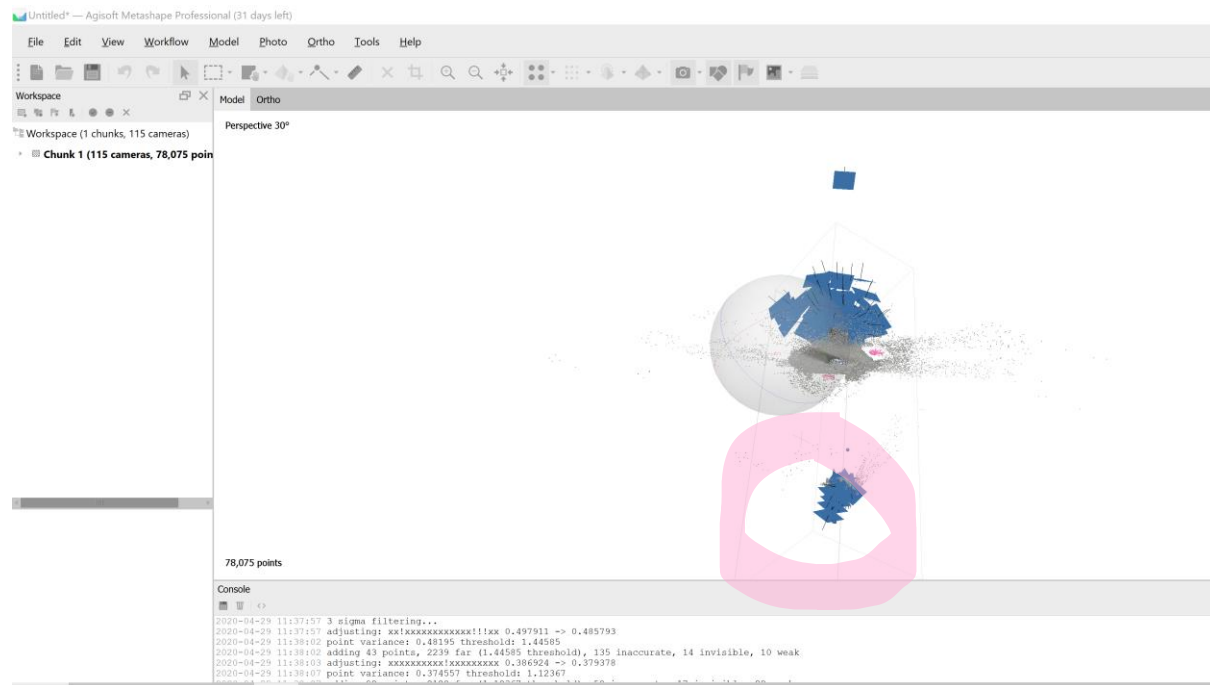 Untitled* — Agisoft Metashape Professional (31 days left)
File Edit View Workflow Model Photo Ortho Tools Help
Workspace
Workspace (1 chunks, 115 cameras)
Chunk 1 (115 cameras, 78,075 poin
Model Ortho
Perspective 30°
78,075 points
Console
2020-04-29 11:37:57 3 sigma filtering...
2020-04-29 11:37:57 adjusting: xx!xxxxxxxxxxxx!!!xx 0.497911 -> 0.485793
2020-04-29 11:38:02 point variance: 0.48195 threshold: 1.44585
2020-04-29 11:38:02 adding 43 points, 2239 far (1.44585 threshold), 135 inaccurate, 14 invisible, 10 weak
2020-04-29 11:38:03 adjusting: xxxxxxxxxx!xxxxxxxxx 0.386924 -> 0.379378
2020-04-29 11:38:07 point variance: 0.374557 threshold: 1.12367